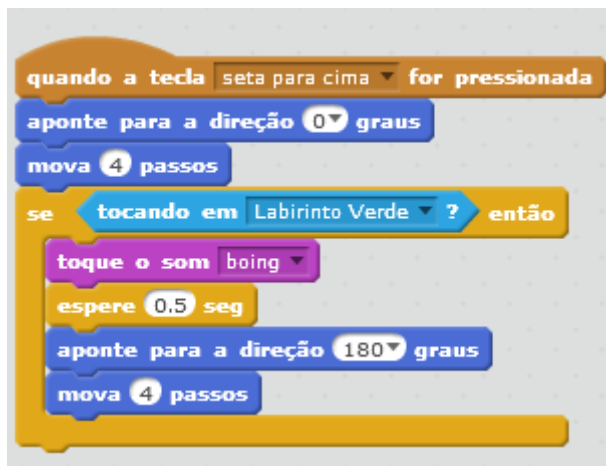 quando a tecla seta para cima for pressionada
aponte para a direção 0 graus
mova 4 passos
se tocando em Labirinto Verde ? então
toque o som boing
espere 0.5 seg
aponte para a direção 180 graus
mova 4 passos